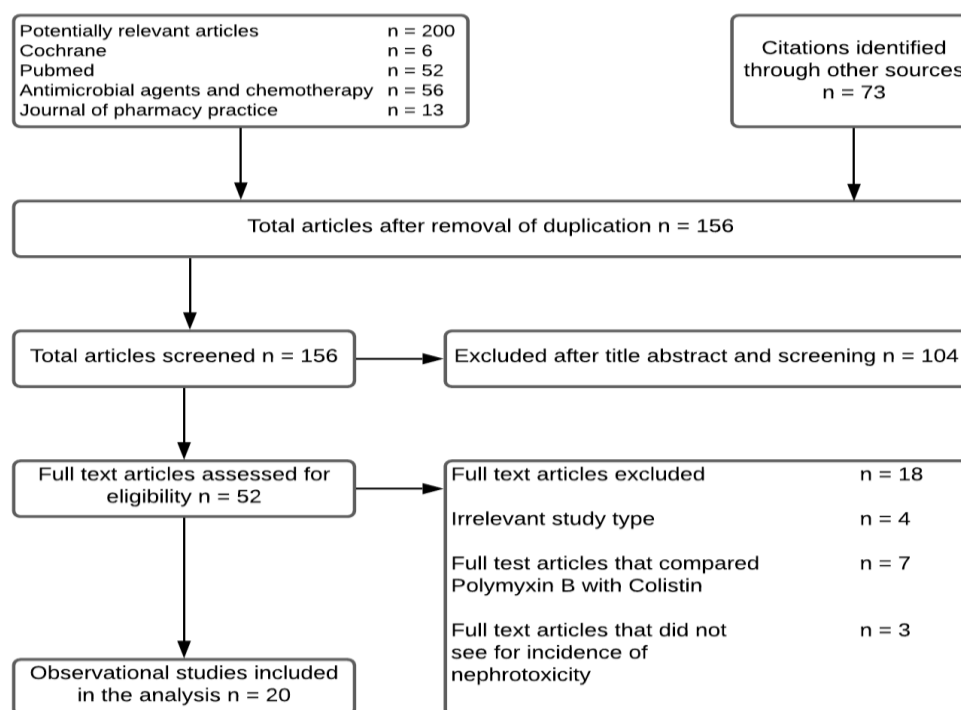 Potentially relevant articles n = 200
Cochrane n = 6
Pubmed n = 52
Antimicrobial agents and chemotherapy n = 56
Journal of pharmacy practice n = 13
Citations identified
through other sources
n = 73
Total articles after removal of duplication n = 156
Total articles screened n = 156
Excluded after title abstract and screening n = 104
Full text articles assessed for
eligibility n = 52
Full text articles excluded n = 18
Irrelevant study type n = 4
Full test articles that compared n = 7
Polymyxin B with Colistin
Full text articles that did not n = 3
see for incidence of
nephrotoxicity
Observational studies included
in the analysis n = 20